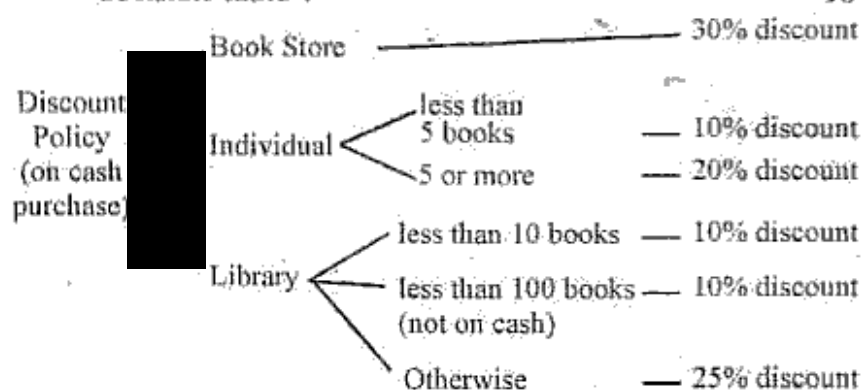 Book Store
30% discount
Discount
Policy
(on cash
purchase)
Individual
less than
5 books
10% discount
5 or more
20% discount
Library
less than 10 books
10% discount
less than 100 books
(not on cash)
10% discount
Otherwise
25% discount